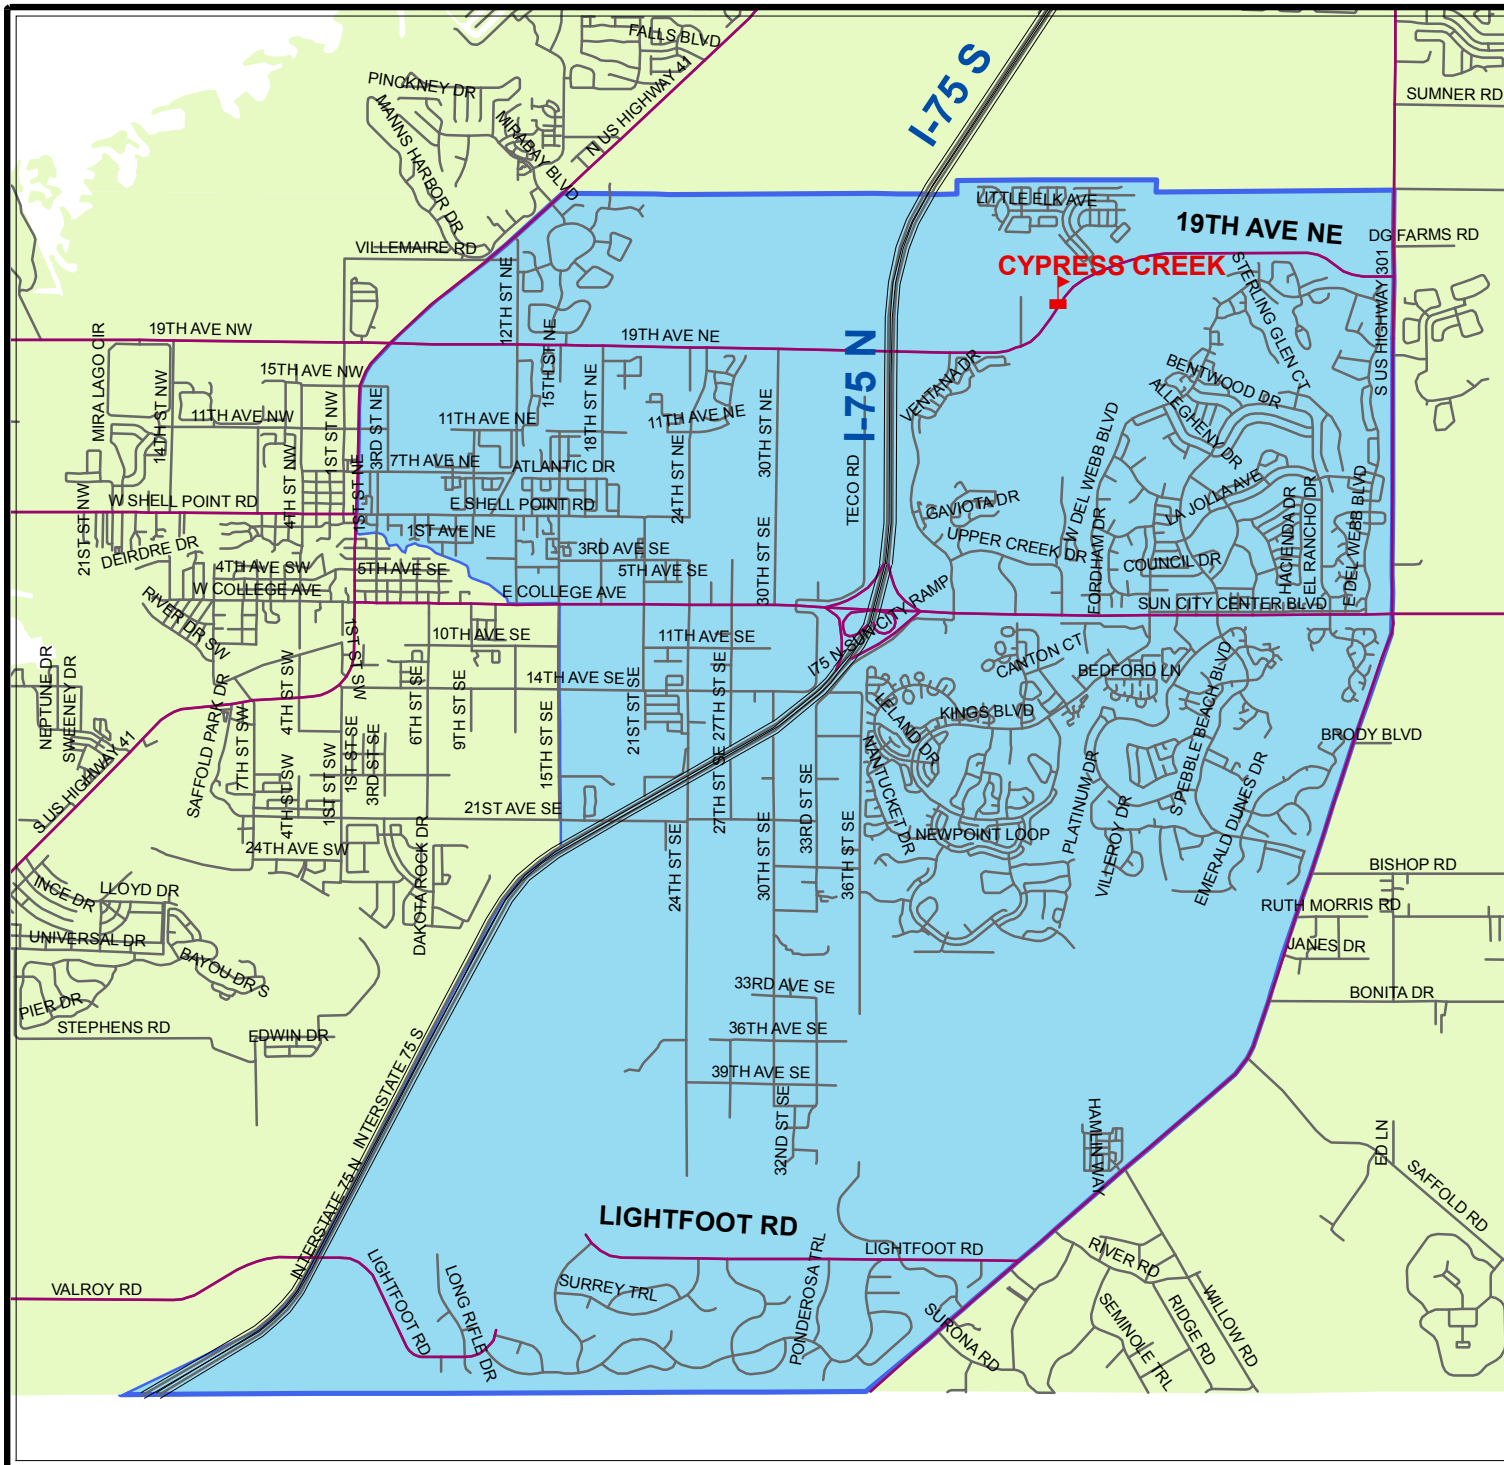 FALLS BLVD
I-75 S
PINCKNEY DR
N US HIGHWAY 41
SUMNER RD
MANNS HARBOR DR
MIRABAY BLVD
LITTLE ELK AVE
19TH AVE NE
DG FARMS RD
VILLEMAIRE RD
CYPRESS CREEK
STERLING GLEN CT
S US HIGHWAY 301
12TH ST NE
19TH AVE NW
19TH AVE NE
15TH ST NE
MIRA LAGO CIR
I-75 N
15TH AVE NW
VENTANA DR
BENTWOOD DR
14TH ST NW
11TH AVE NW
1ST ST NW
3RD ST NE
11TH AVE NE
18TH ST NE
11TH AVE NE
30TH ST NE
ALLEGHENY DR
7TH AVE NE
ATLANTIC DR
24TH ST NE
TECO RD
W DEL WEBB BLVD
4TH ST NW
1ST ST NE
W SHELL POINT RD
E SHELL POINT RD
GAVIOTA DR
LA JOLLA AVE
HACIENDA DR
EL RANCHO DR
E DEL WEBB BLVD
21ST ST NW
DEIRDRE DR
1ST AVE NE
3RD AVE SE
30TH ST SE
UPPER CREEK DR
FORDHAM DR
COUNCIL DR
4TH AVE SW
5TH AVE SE
5TH AVE SE
W COLLEGE AVE
E COLLEGE AVE
SUN CITY CENTER BLVD
RIVER DR SW
I75 N SUN CITY RAMP
1ST ST SW
10TH AVE SE
11TH AVE SE
CANTON CT
BEDFORD LN
NEPTUNE DR
SWEENEY DR
4TH ST SW
6TH ST SE
14TH AVE SE
S PEBBLE BEACH BLVD
SAFFOLD PARK DR
7TH ST SW
9TH ST SE
15TH ST SE
21ST ST SE
27TH ST SE
LELAND DR
KINGS BLVD
BRODY BLVD
S US HIGHWAY 41
4TH ST SW
1ST ST SW
1ST ST SE
3RD ST SE
27TH ST SE
33RD ST SE
NANTUCKET DR
PLATINUM DR
EMERALD DUNES DR
21ST AVE SE
NEWPOINT LOOP
24TH AVE SW
DAKOTA ROCK DR
24TH ST SE
30TH ST SE
36TH ST SE
VILLEROY DR
BISHOP RD
INCE DR
LLOYD DR
RUTH MORRIS RD
UNIVERSAL DR
JANES DR
BAYOU DR S
PIER DR
33RD AVE SE
BONITA DR
STEPHENS RD
EDWIN DR
36TH AVE SE
INTERSTATE 75 S
39TH AVE SE
32ND ST SE
HAMLIN WAY
ED LN
SAFFOLD RD
INTERSTATE 75 N
LIGHTFOOT RD
LIGHTFOOT RD
RIVER RD
VALROY RD
LIGHTFOOT RD
LONG RIFLE DR
SURREY TRL
PONDEROSA TRL
SURONA RD
SEMINOLE TRL
RIDGE RD
WILLOW RD